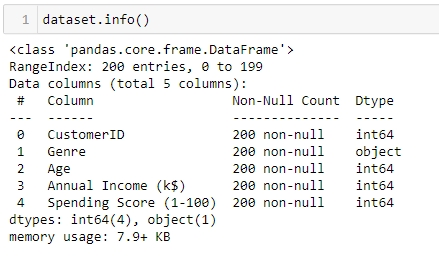 1 dataset.info()
<class 'pandas.core.frame.DataFrame'>
RangeIndex: 200 entries, 0 to 199
Data columns (total 5 columns):
 #   Column                  Non-Null Count  Dtype
---  ------                  --------------  -----
 0   CustomerID              200 non-null    int64
 1   Genre                   200 non-null    object
 2   Age                     200 non-null    int64
 3   Annual Income (k$)      200 non-null    int64
 4   Spending Score (1-100)  200 non-null    int64
dtypes: int64(4), object(1)
memory usage: 7.9+ KB